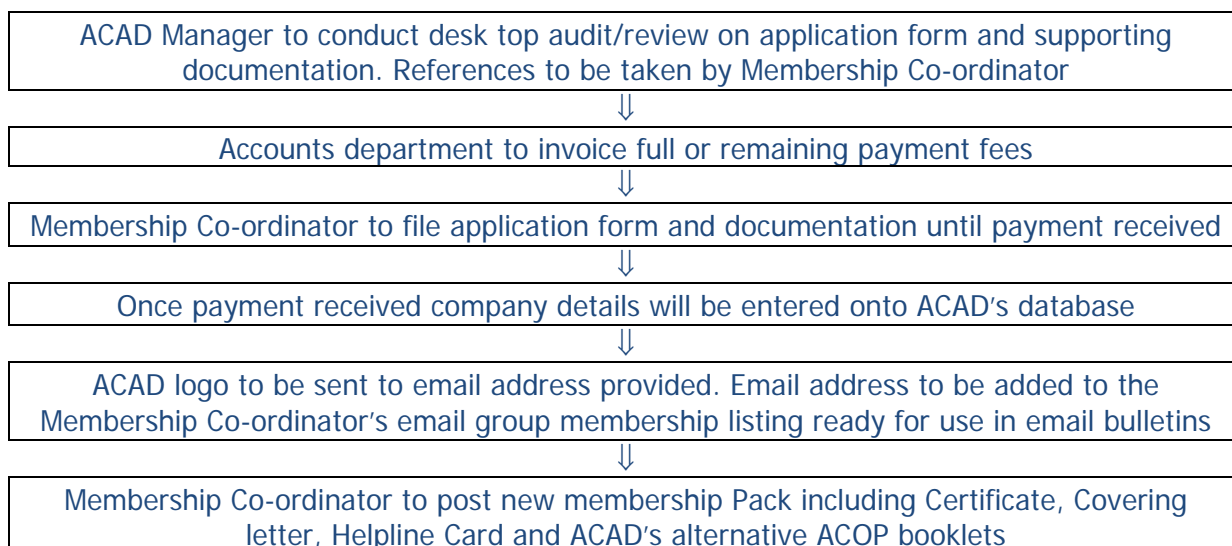 ACAD Manager to conduct desk top audit/review on application form and supporting
documentation. References to be taken by Membership Co-ordinator
⇓
Accounts department to invoice full or remaining payment fees
⇓
Membership Co-ordinator to file application form and documentation until payment received
⇓
Once payment received company details will be entered onto ACAD's database
⇓
ACAD logo to be sent to email address provided. Email address to be added to the
Membership Co-ordinator's email group membership listing ready for use in email bulletins
⇓
Membership Co-ordinator to post new membership Pack including Certificate, Covering
letter, Helpline Card and ACAD's alternative ACOP booklets